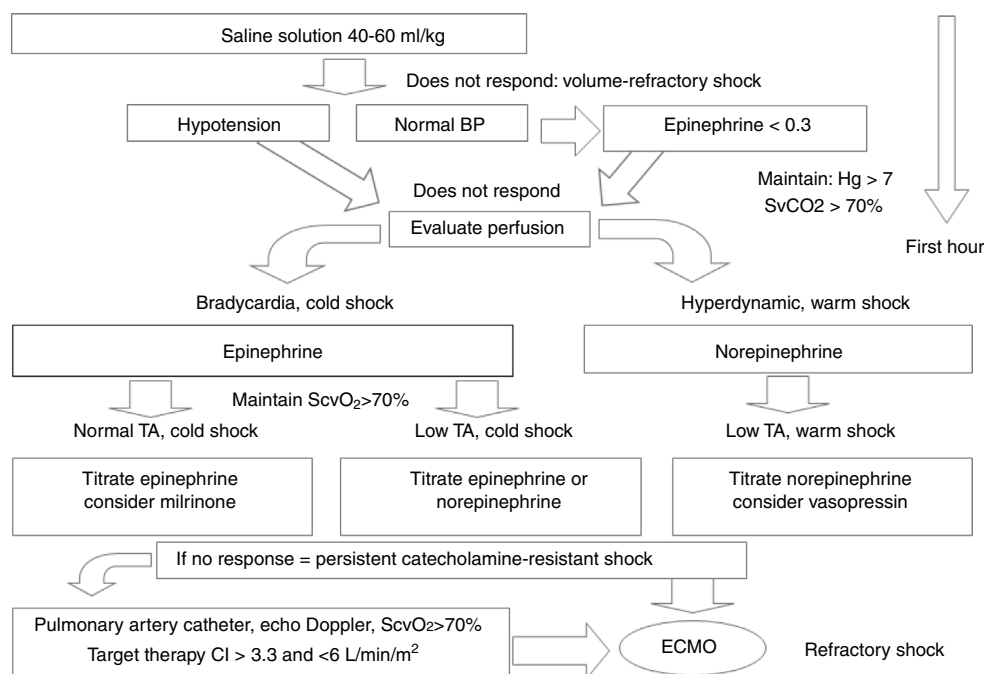 Saline solution 40-60 ml/kg
Does not respond: volume-refractory shock
Hypotension
Normal BP
Epinephrine < 0.3
Maintain: Hg > 7
SvCO2 > 70%
Does not respond
Evaluate perfusion
First hour
Bradycardia, cold shock
Hyperdynamic, warm shock
Epinephrine
Norepinephrine
Maintain ScvO₂>70%
Normal TA, cold shock
Low TA, cold shock
Low TA, warm shock
Titrate epinephrine
consider milrinone
Titrate epinephrine or
norepinephrine
Titrate norepinephrine
consider vasopressin
If no response = persistent catecholamine-resistant shock
Pulmonary artery catheter, echo Doppler, ScvO₂>70%
Target therapy CI > 3.3 and <6 L/min/m²
ECMO
Refractory shock